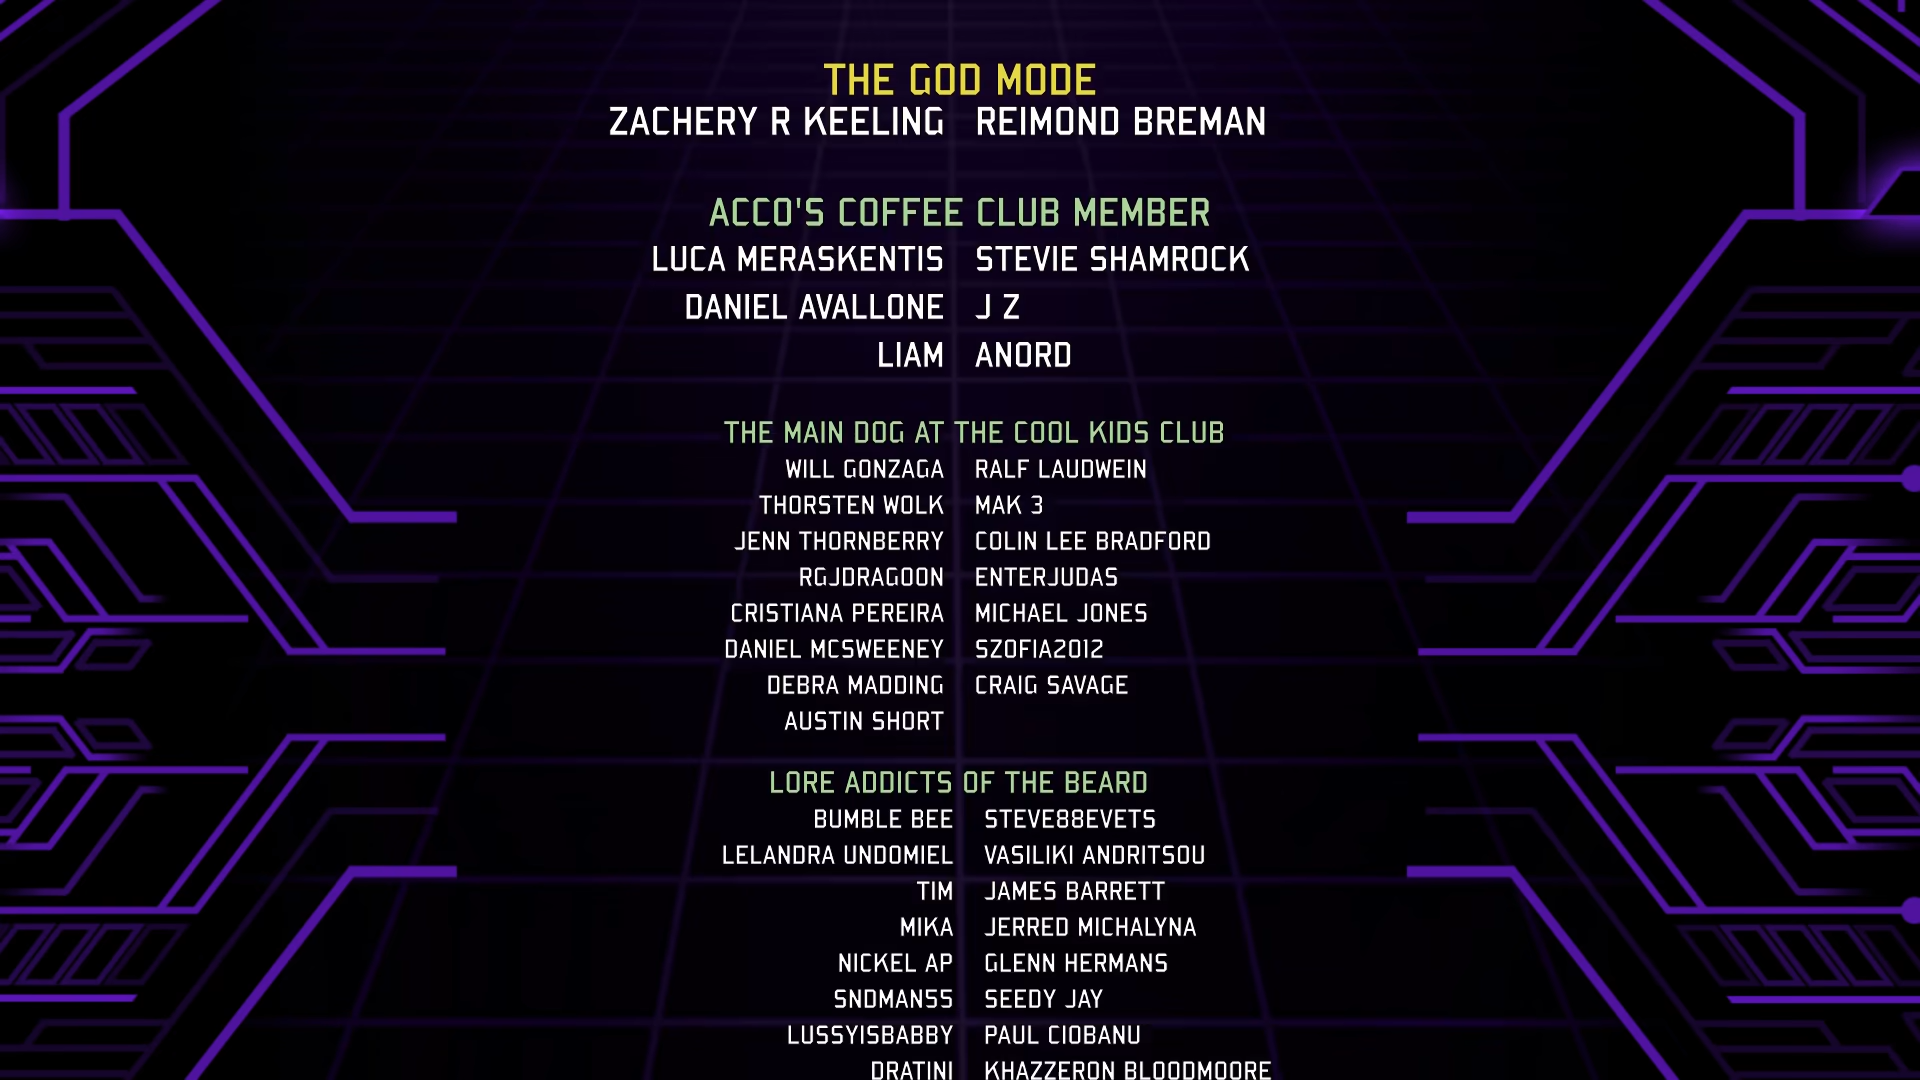 THE GOD MODE
ZACHERY R KEELING REIMOND BREMAN
ACCO'S COFFEE CLUB MEMBER
LUCA MERASKENTIS STEVIE SHAMROCK
DANIEL AVALLONE J Z
LIAM ANORD
THE MAIN DOG AT THE COOL KIDS CLUB
WILL GONZAGA RALF LAUDWEIN
THORSTEN WOLK MAK 3
JENN THORNBERRY COLIN LEE BRADFORD
RGJDRAGOON ENTERJUDAS
CRISTIANA PEREIRA MICHAEL JONES
DANIEL MCSWEENEY SZOFIA2012
DEBRA MADDING CRAIG SAVAGE
AUSTIN SHORT
LORE ADDICTS OF THE BEARD
BUMBLE BEE STEVE88EVETS
LELANDRA UNDOMIEL VASILIKI ANDRITSOU
TIM JAMES BARRETT
MIKA JERRED MICHALYNA
NICKEL AP GLENN HERMANS
SNDMAN55 SEEDY JAY
LUSSYISBABBY PAUL CIOBANU
DRATINI KHAZZERON BLOODMOORE